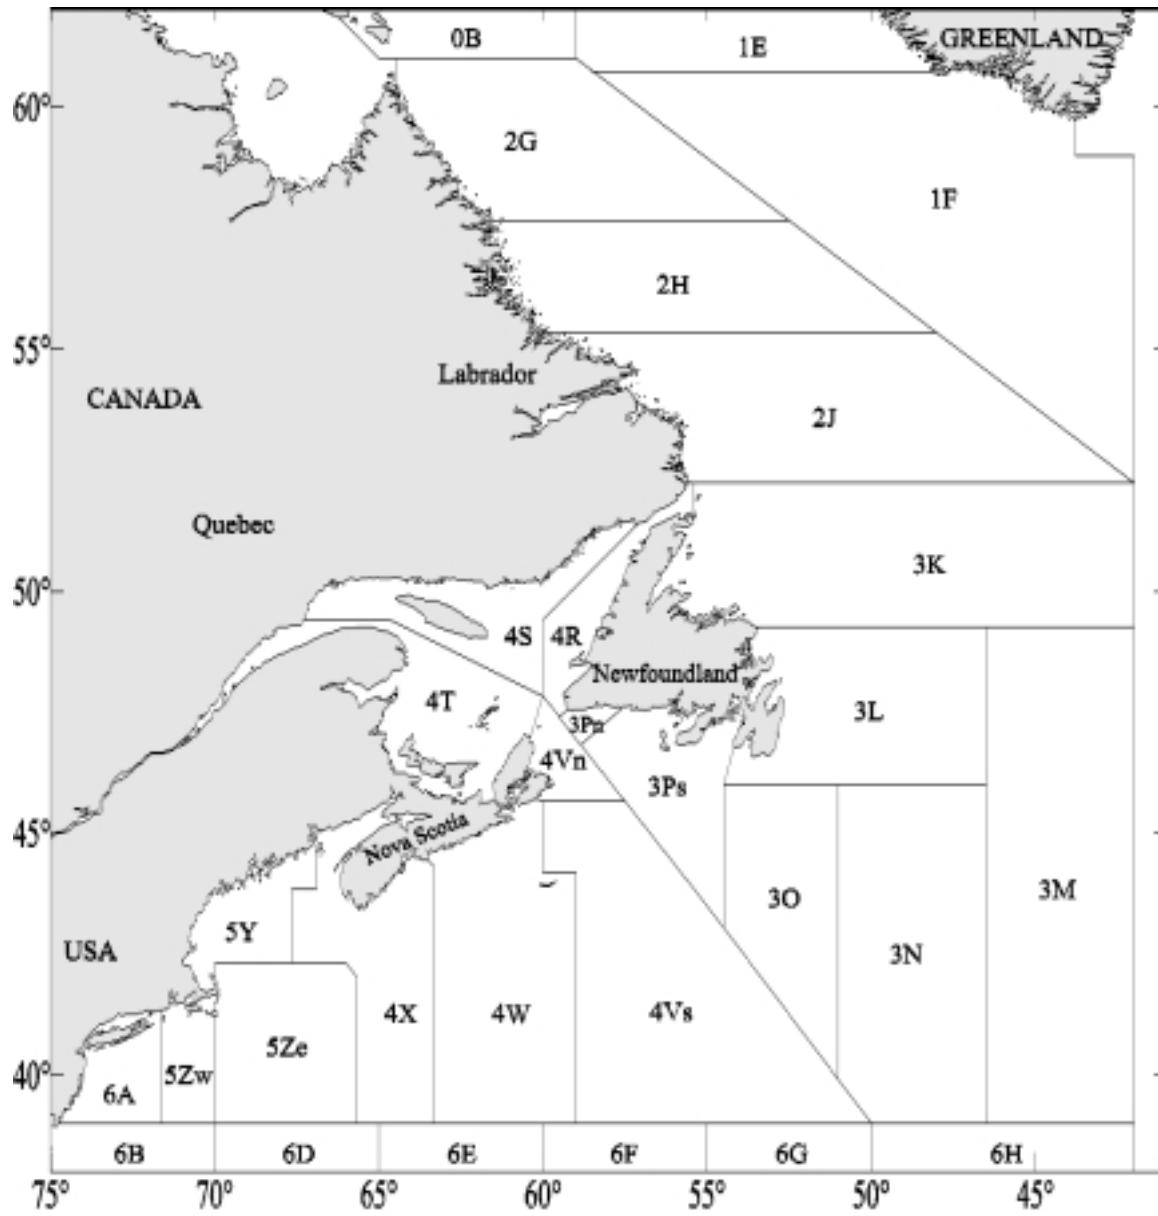 0B
1E
GREENLAND
60°
2G
1F
2H
55°
Labrador
CANADA
2J
Quebec
3K
50°
4S
4R
Newfoundland
4T
3L
3Pn
4Vn
3Ps
45°
Nova Scotia
3O
3M
5Y
USA
3N
4X
4W
4Vs
5Ze
40°
5Zw
6A
6B
6D
6E
6F
6G
6H
75°
70°
65°
60°
55°
50°
45°